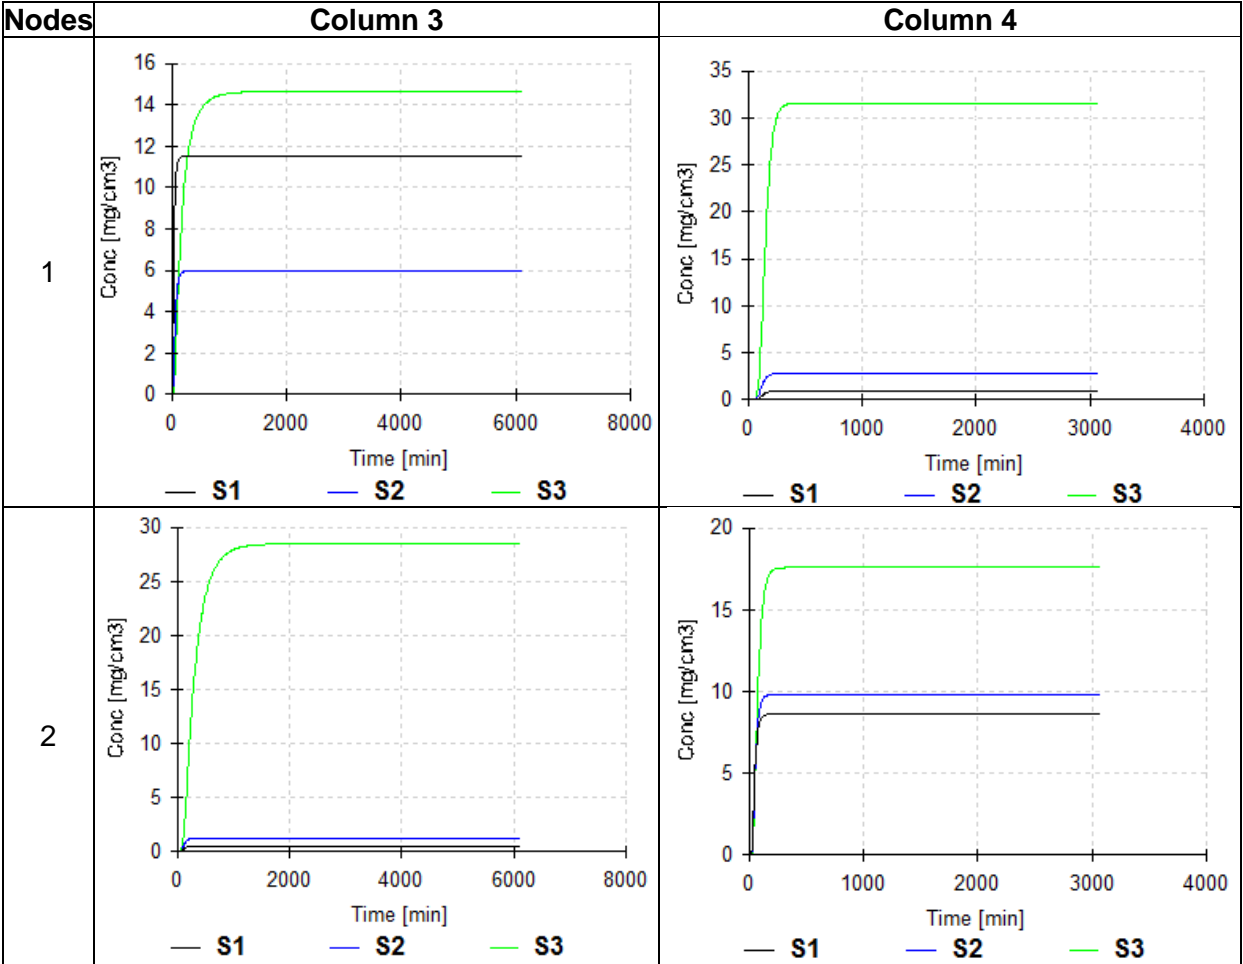 Nodes Column 3 Column 4
1
Conc [mg/cm3]
16
14
12
10
8
6
4
2
0
0 2000 4000 6000 8000
Time [min]
S1 S2 S3
Conc [mg/cm3]
35
30
25
20
15
10
5
0
0 1000 2000 3000 4000
Time [min]
S1 S2 S3
2
Conc [mg/cm3]
30
25
20
15
10
5
0
0 2000 4000 6000 8000
Time [min]
S1 S2 S3
Conc [mg/cm3]
20
15
10
5
0
0 1000 2000 3000 4000
Time [min]
S1 S2 S3